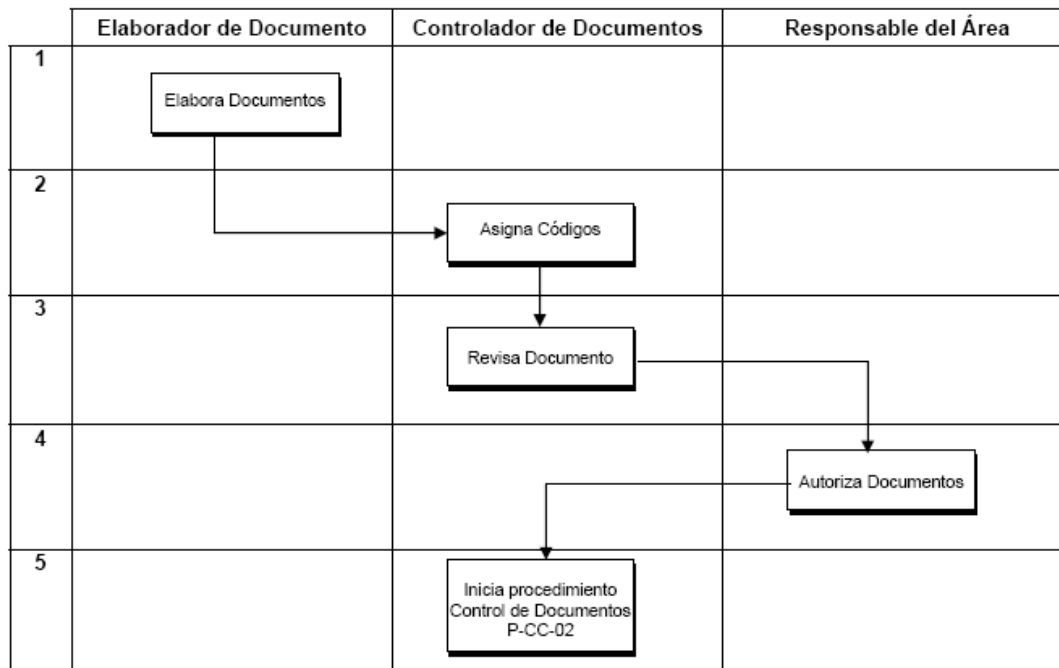 Elaborador de Documento
Controlador de Documentos
Responsable del Área
1
Elabora Documentos
2
Asigna Códigos
3
Revisa Documento
4
Autoriza Documentos
5
Inicia procedimiento
Control de Documentos
P-CC-02